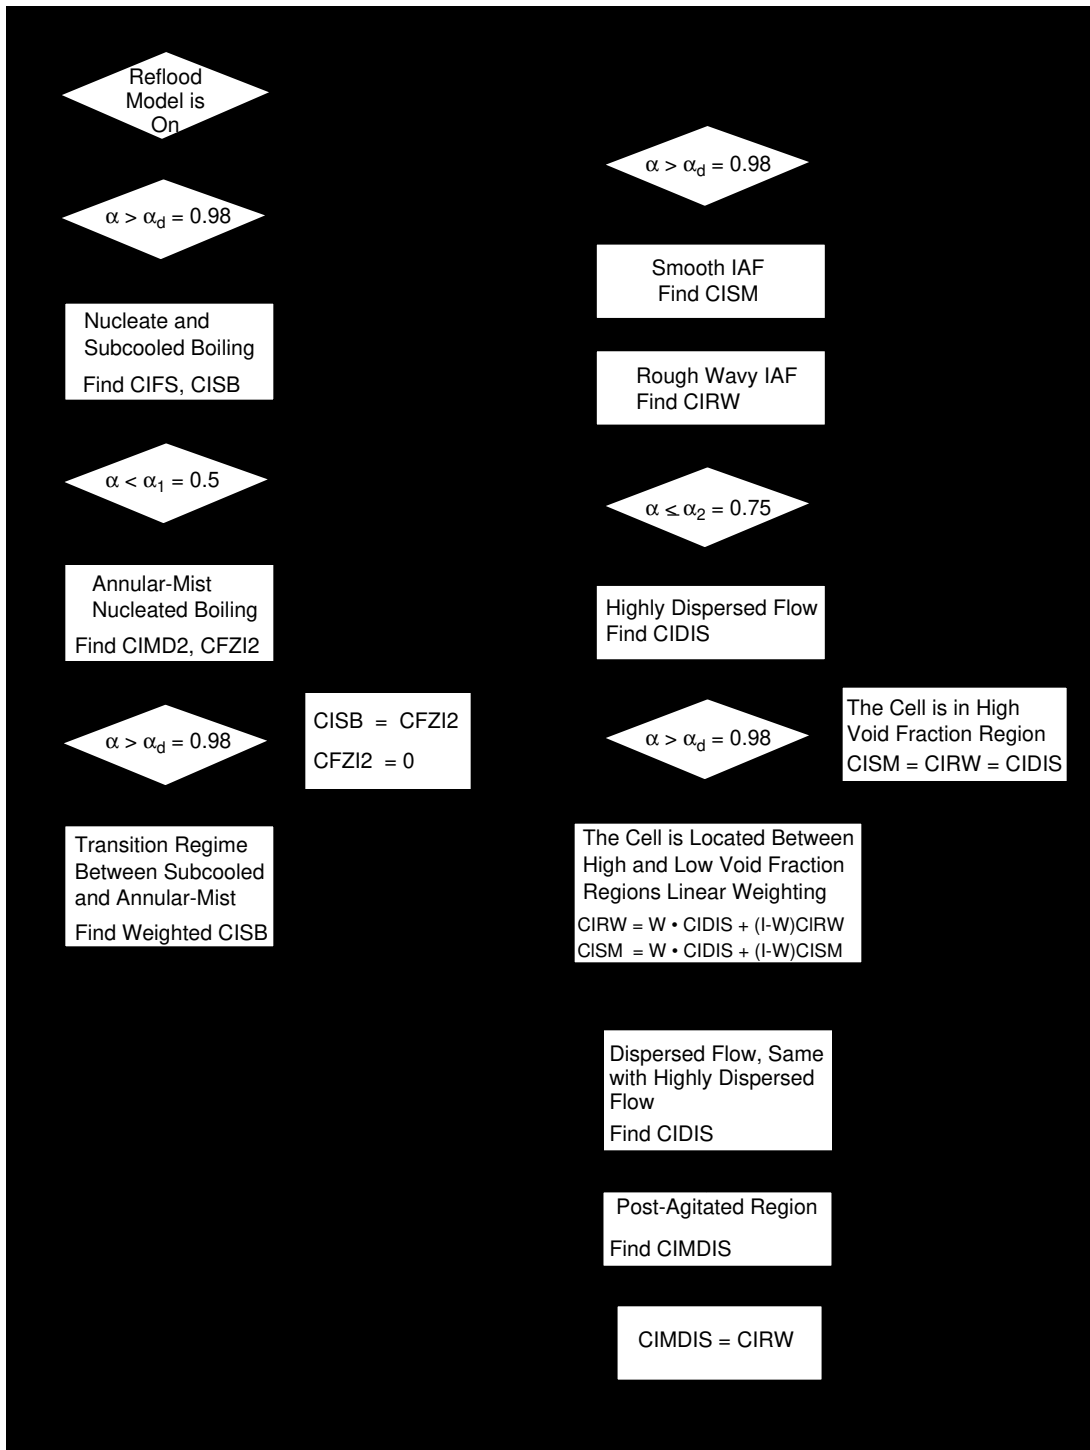 Reflood
Model is
On
α > αd = 0.98
Nucleate and
Subcooled Boiling
Find CIFS, CISB
α < α1 = 0.5
Annular-Mist
Nucleated Boiling
Find CIMD2, CFZI2
α > αd = 0.98
CISB = CFZI2
CFZI2 = 0
Transition Regime
Between Subcooled
and Annular-Mist
Find Weighted CISB
α > αd = 0.98
Smooth IAF
Find CISM
Rough Wavy IAF
Find CIRW
α ≤ α2 = 0.75
Highly Dispersed Flow
Find CIDIS
α > αd = 0.98
The Cell is in High
Void Fraction Region
CISM = CIRW = CIDIS
The Cell is Located Between
High and Low Void Fraction
Regions Linear Weighting
CIRW = W • CIDIS + (I-W)CIRW
CISM = W • CIDIS + (I-W)CISM
Dispersed Flow, Same
with Highly Dispersed
Flow
Find CIDIS
Post-Agitated Region
Find CIMDIS
CIMDIS = CIRW